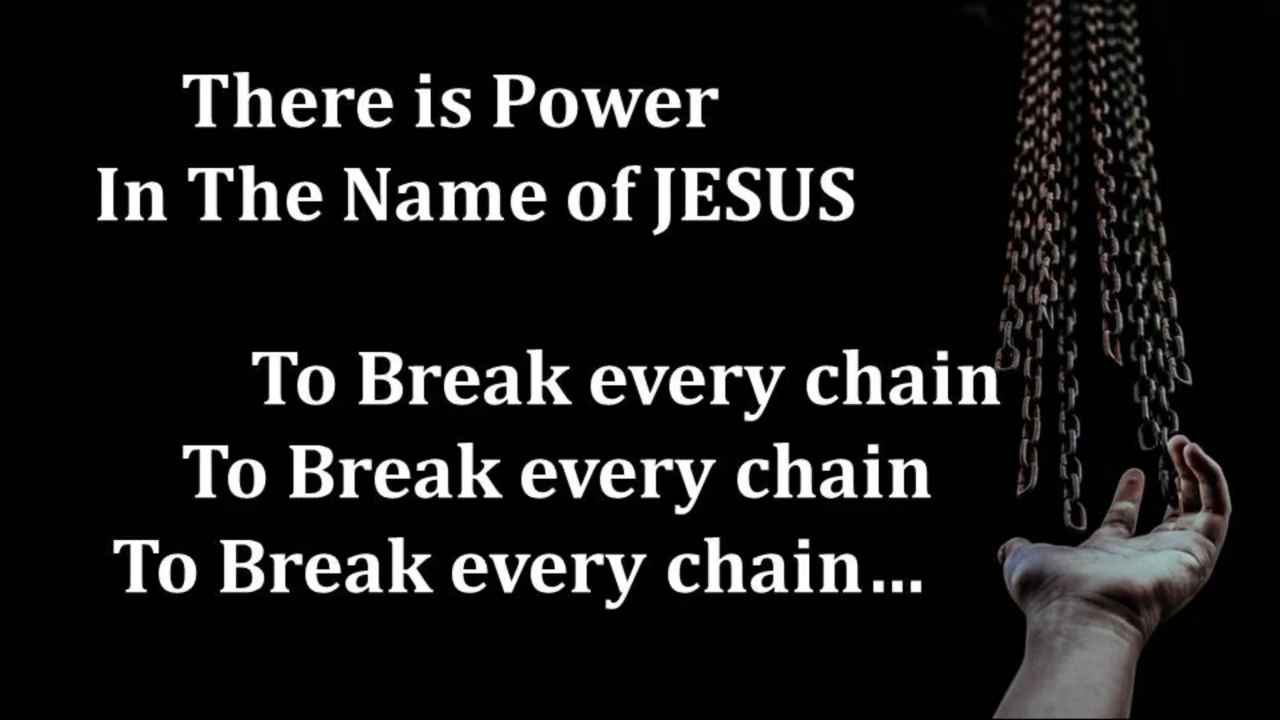 There is Power
In The Name of JESUS
To Break every chain
To Break every chain
To Break every chain...